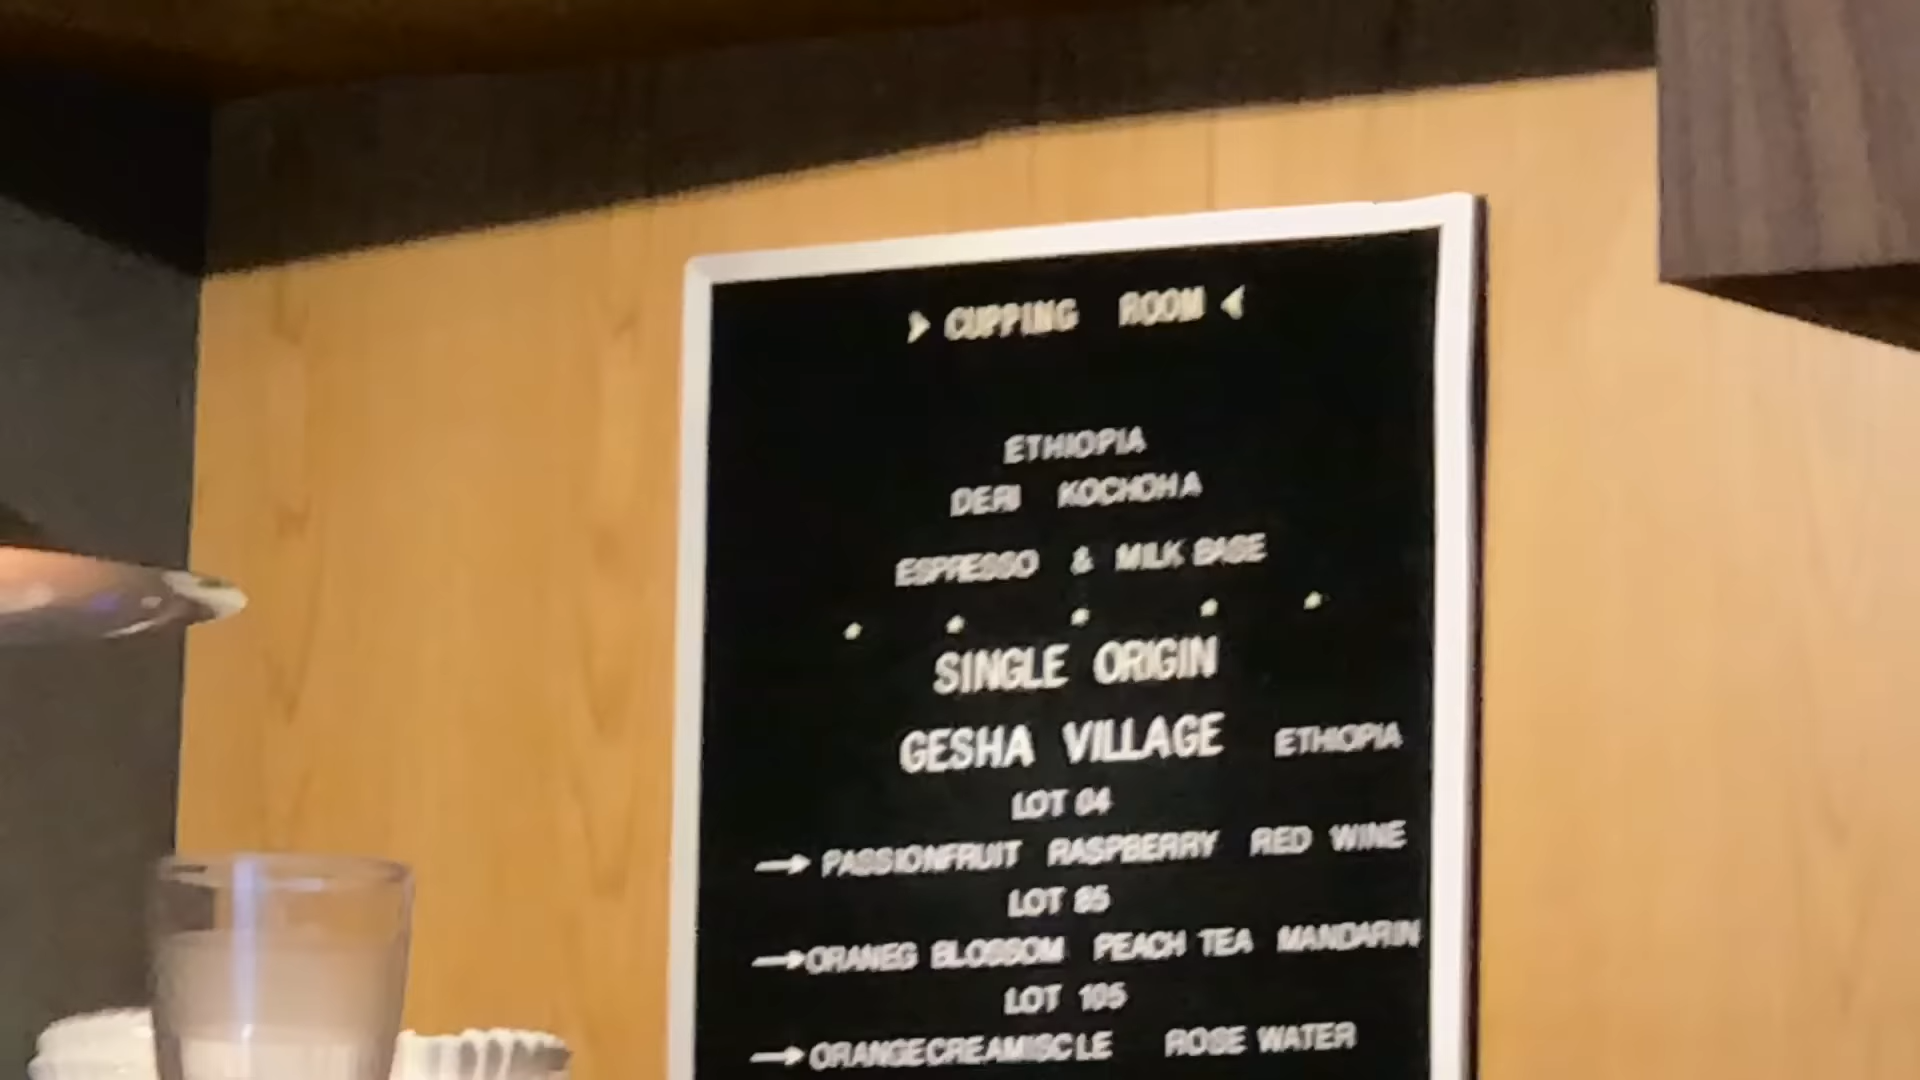 > CUPPING ROOM <
ETHIOPIA
DERI KOCHOHA
ESPRESSO & MILK BASE
SINGLE ORIGIN
GESHA VILLAGE ETHIOPIA
LOT 04
→ PASSIONFRUIT RASPBERRY RED WINE
LOT 85
→ ORANEG BLOSSOM PEACH TEA MANDARIN
LOT 105
→ ORANGECREAMISCLE ROSE WATER